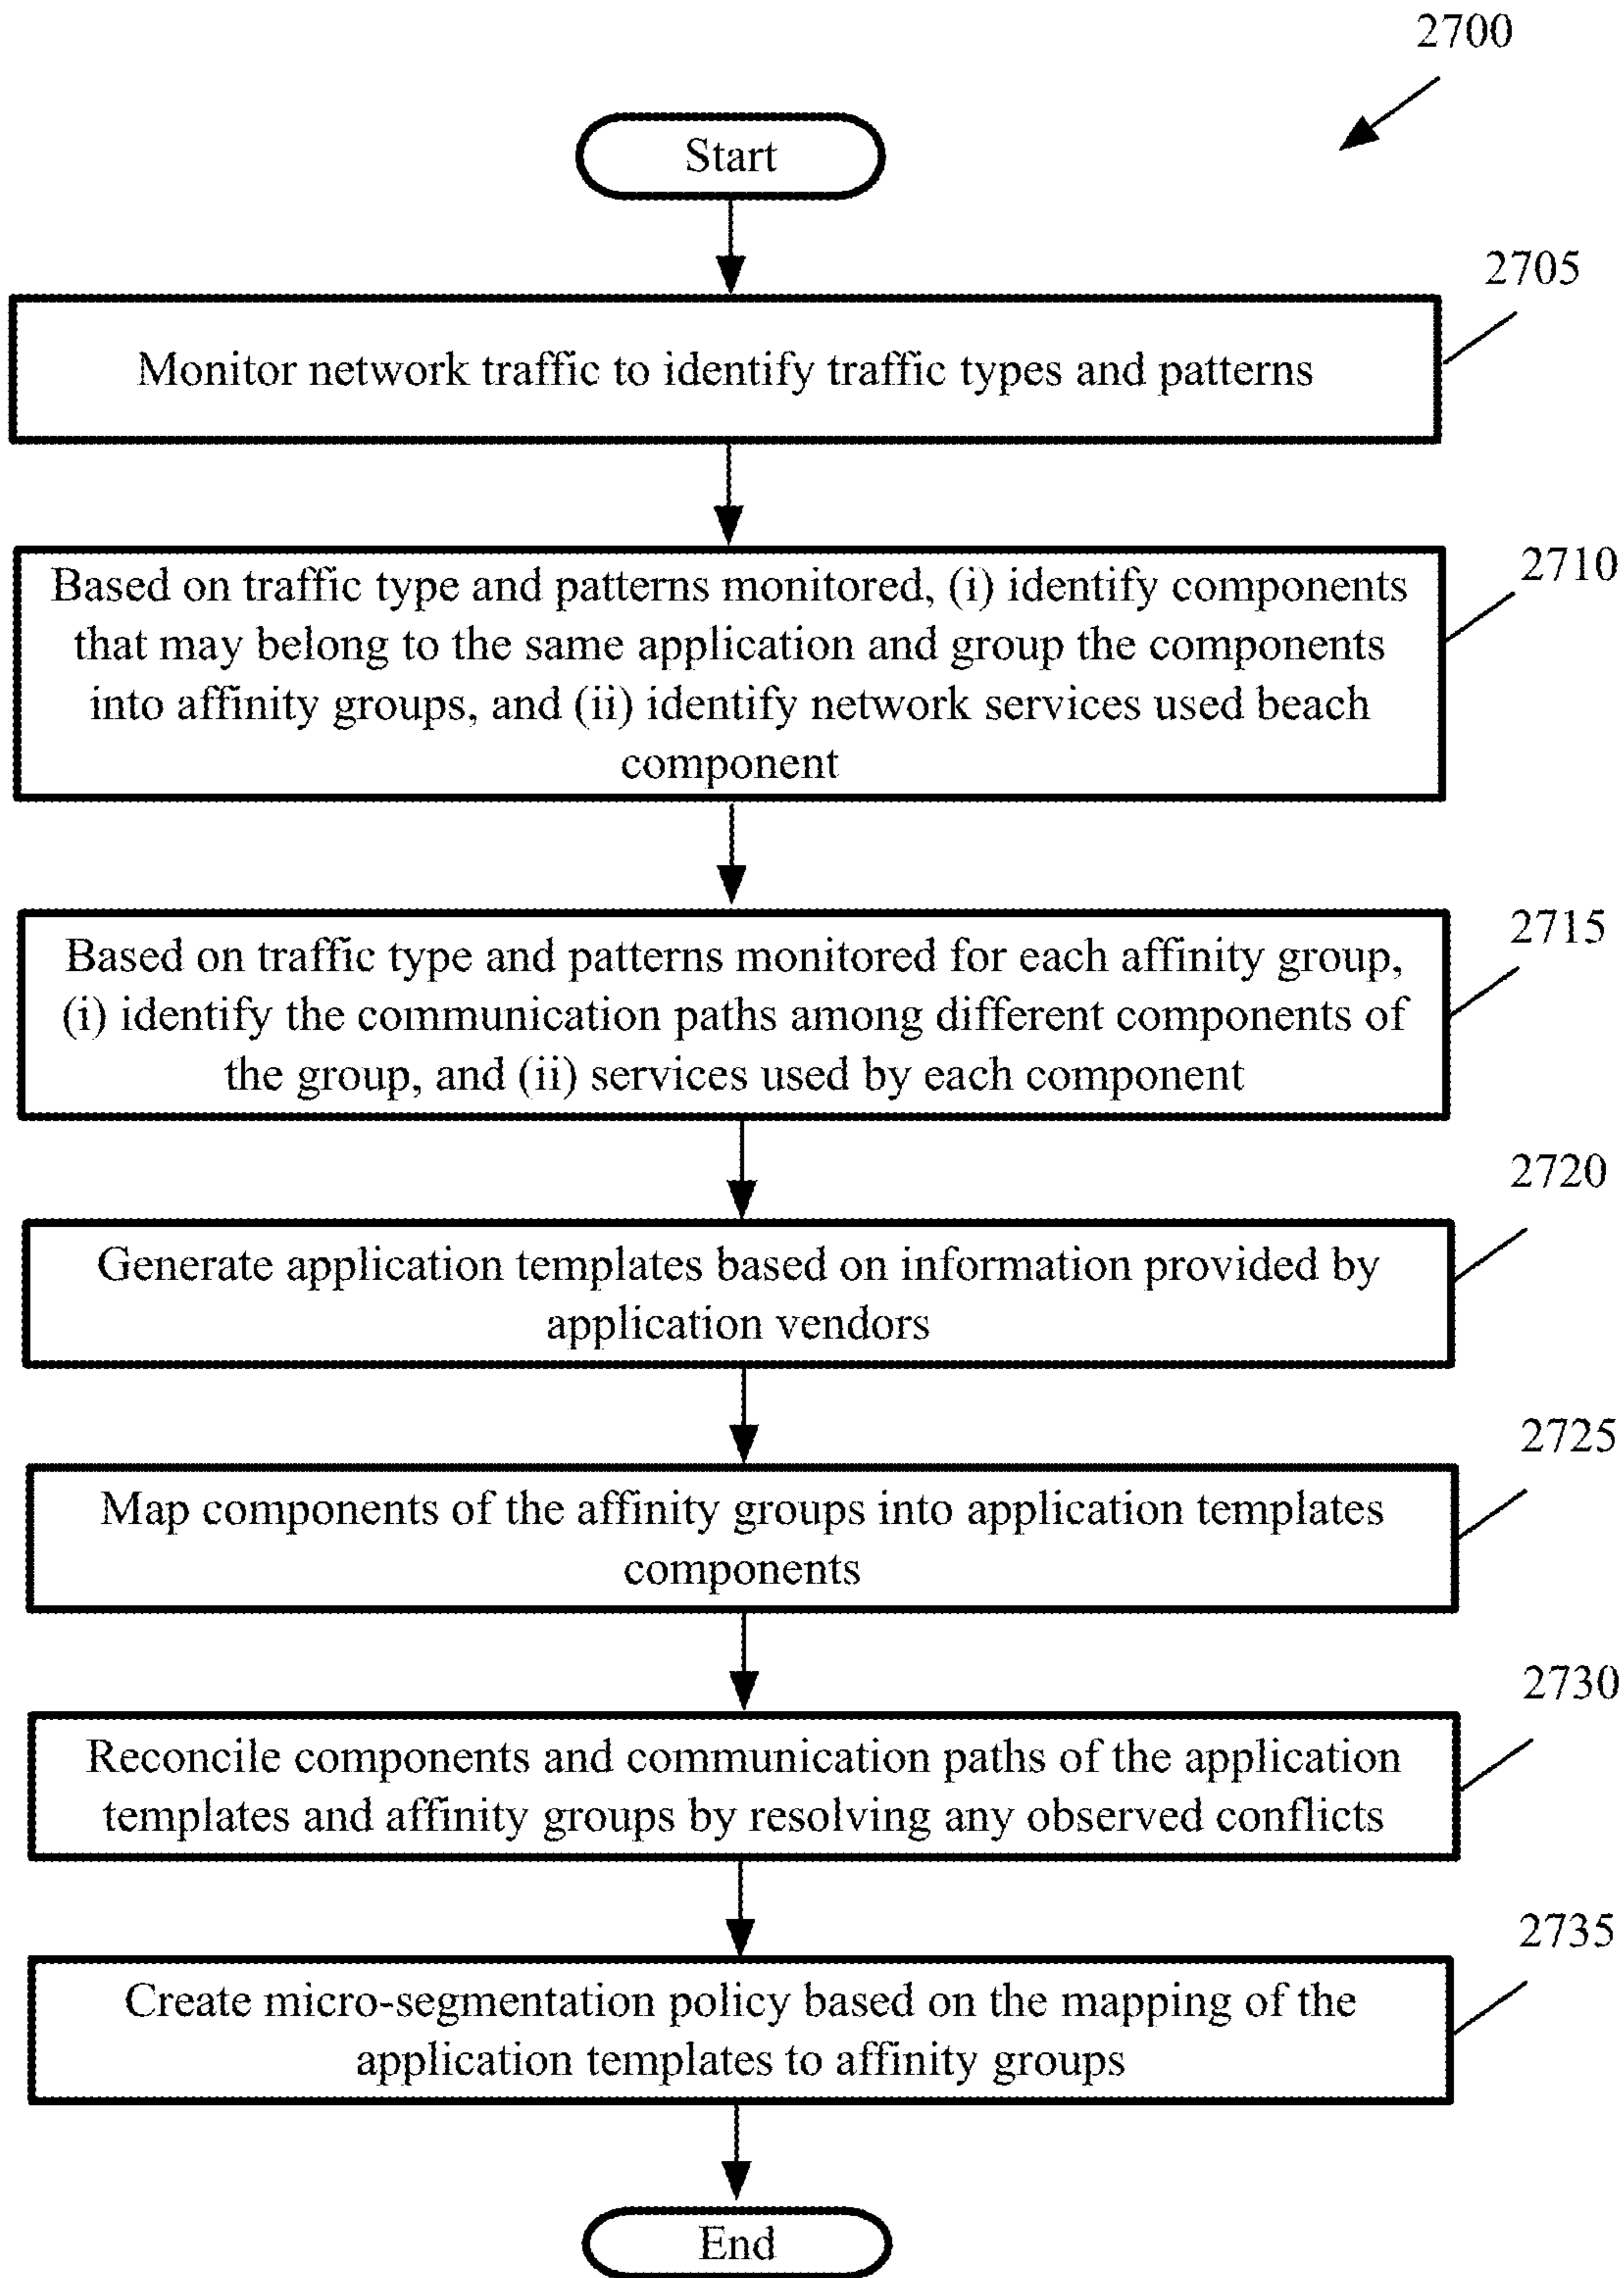 2700
Start
2705
Monitor network traffic to identify traffic types and patterns
2710
Based on traffic type and patterns monitored, (i) identify components
that may belong to the same application and group the components
into affinity groups, and (ii) identify network services used beach
component
2715
Based on traffic type and patterns monitored for each affinity group,
(i) identify the communication paths among different components of
the group, and (ii) services used by each component
2720
Generate application templates based on information provided by
application vendors
2725
Map components of the affinity groups into application templates
components
2730
Reconcile components and communication paths of the application
templates and affinity groups by resolving any observed conflicts
2735
Create micro-segmentation policy based on the mapping of the
application templates to affinity groups
End